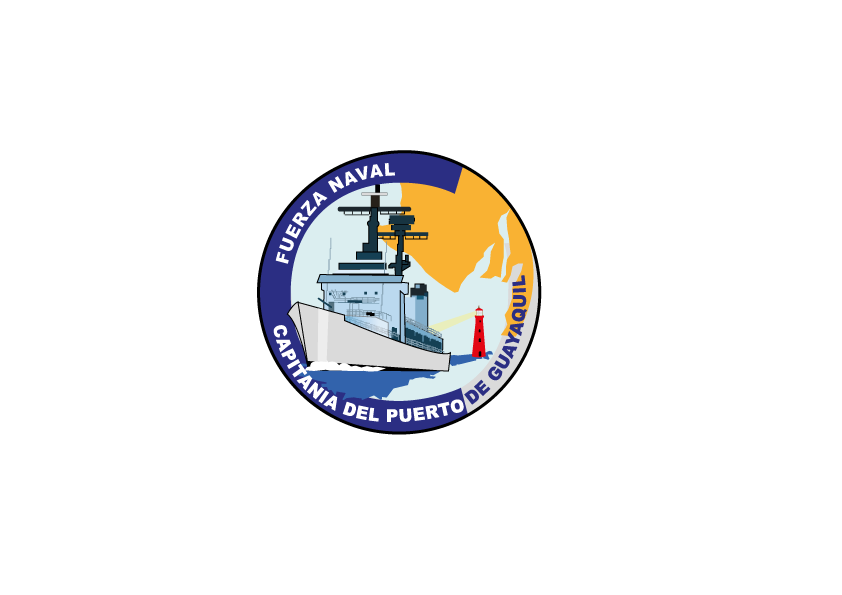 FUERZA NAVAL
CAPITANIA DEL PUERTO DE GUAYAQUIL